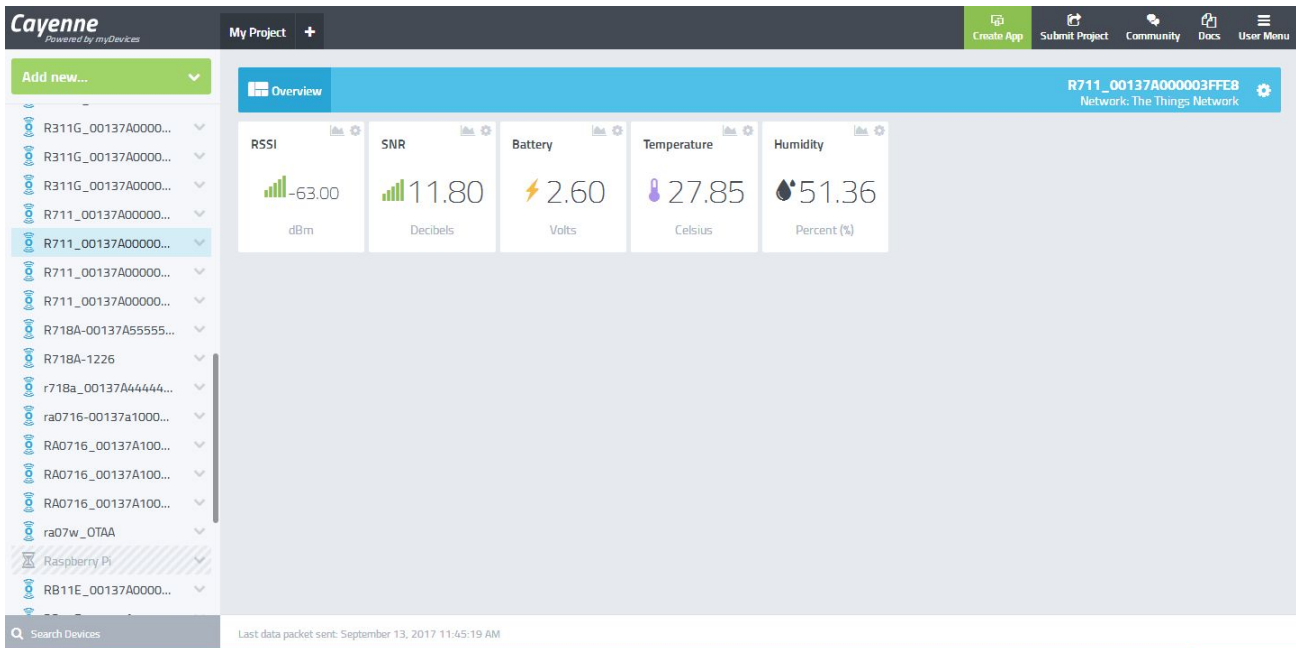 Cayenne
Powered by myDevices
My Project +
Create App
Submit Project
Community
Docs
User Menu
Add new...
R311G_00137A0000...
R311G_00137A0000...
R311G_00137A0000...
R711_00137A00000...
R711_00137A00000...
R711_00137A00000...
R711_00137A00000...
R718A-00137A55555...
R718A-1226
r718a_00137A44444...
ra0716-00137a1000...
RA0716_00137A100...
RA0716_00137A100...
RA0716_00137A100...
ra07w_OTAA
Raspberry Pi
RB11E_00137A0000...
Search Devices
Overview
R711_00137A000003FFE8
Network: The Things Network
RSSI
-63.00
dBm
SNR
11.80
Decibels
Battery
2.60
Volts
Temperature
27.85
Celsius
Humidity
51.36
Percent (%)
Last data packet sent: September 13, 2017 11:45:19 AM